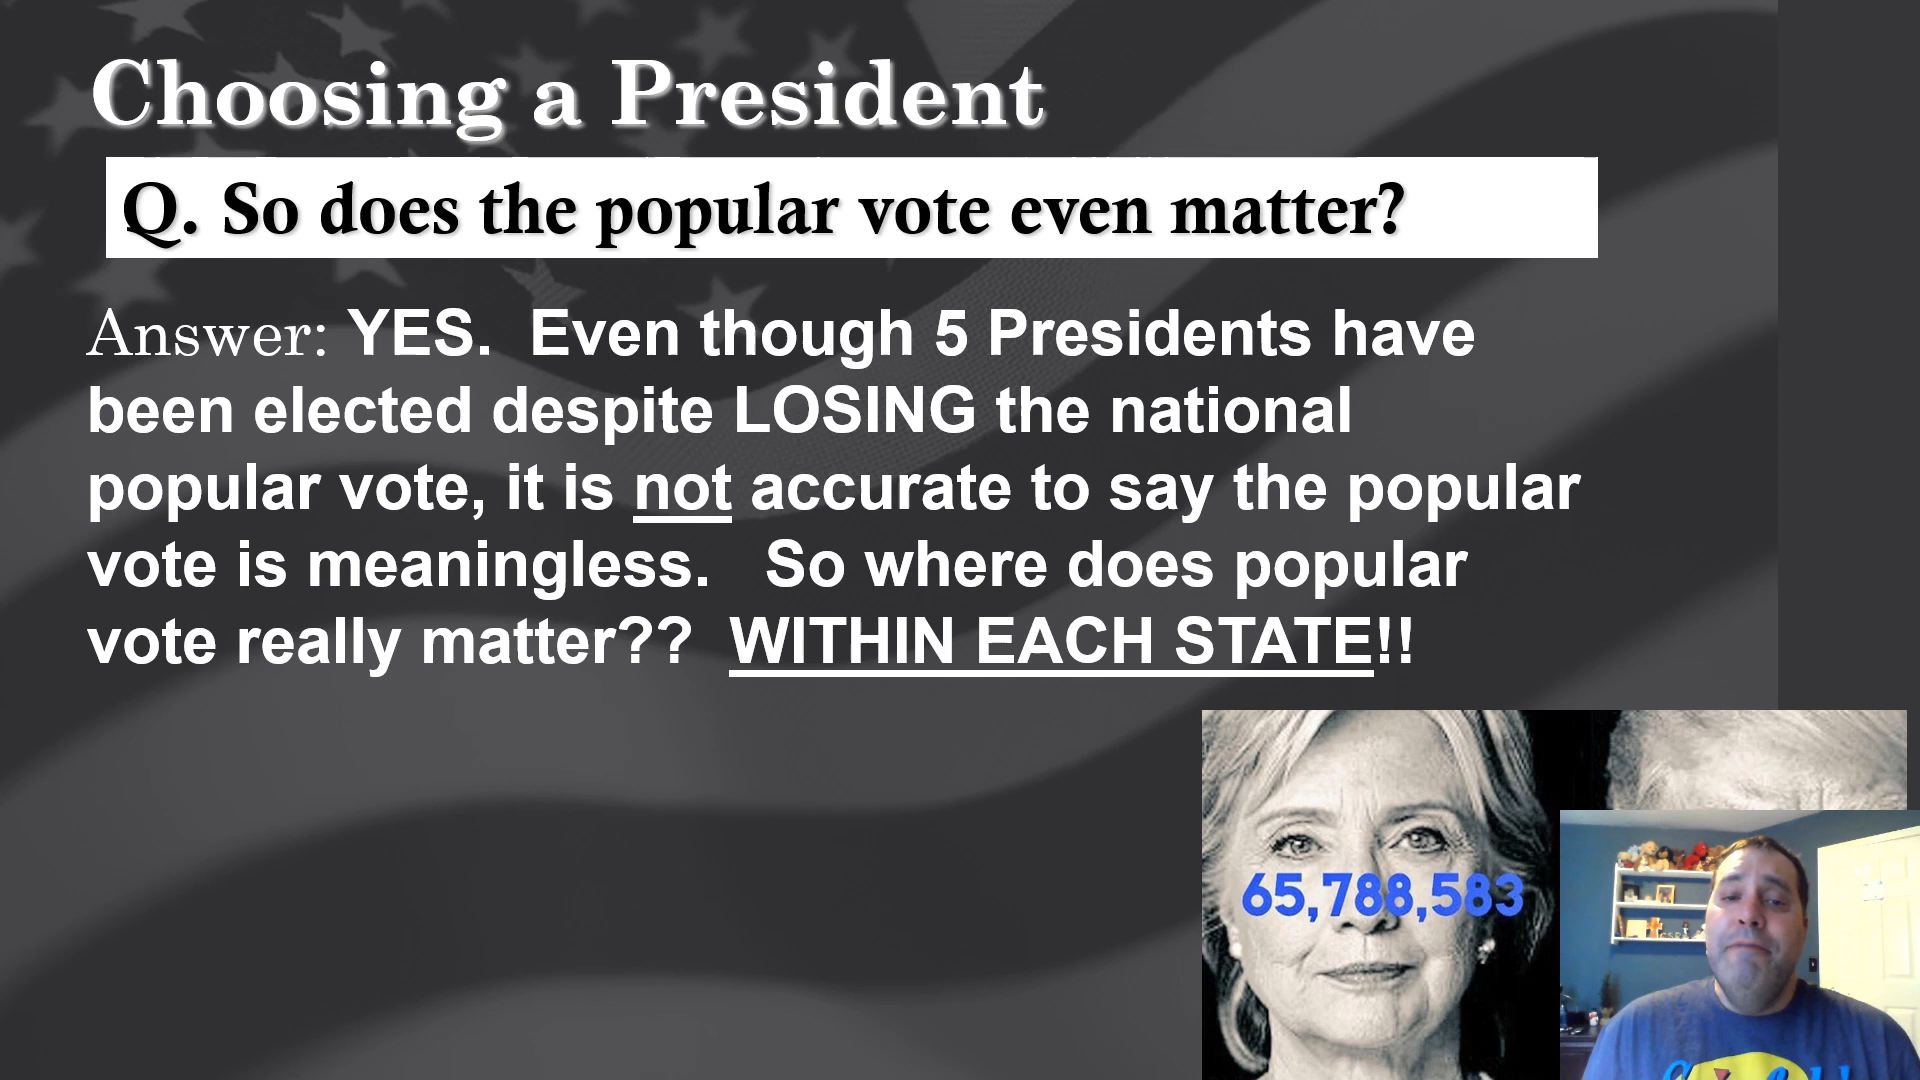 Choosing a President
Q. So does the popular vote even matter?
Answer: YES.  Even though 5 Presidents have
been elected despite LOSING the national
popular vote, it is not accurate to say the popular
vote is meaningless.   So where does popular
vote really matter??  WITHIN EACH STATE!!
65,788,583